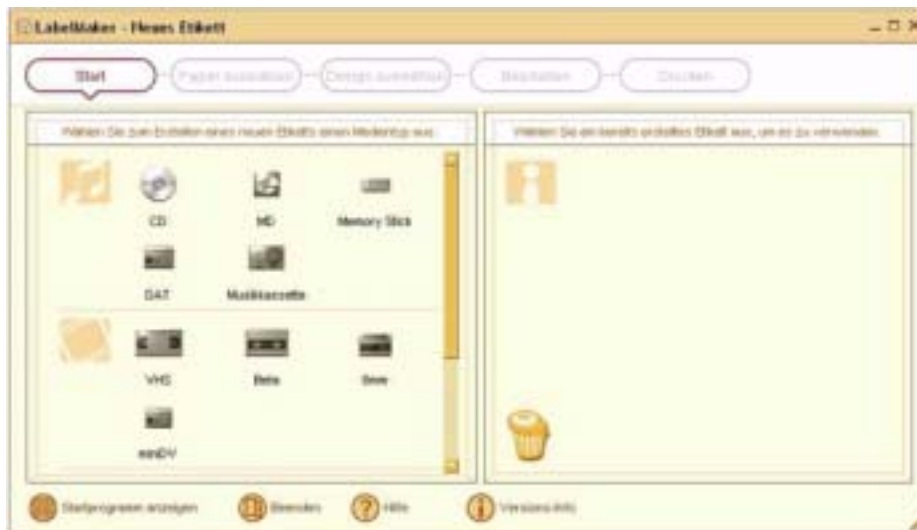 LabelMaker - Neues Etikett
Start
Papier auswählen
Design auswählen
Bearbeiten
Drucken
Wählen Sie zum Erstellen eines neuen Etiketts einen Medientyp aus.
Wählen Sie ein bereits erstelltes Etikett aus, um es zu verwenden.
CD
MD
Memory Stick
DAT
Musikkassette
VHS
Beta
8mm
miniDV
Startprogramm anzeigen
Beenden
Hilfe
Versions-Info